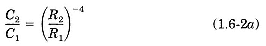 C₂/C₁ = (R₂/R₁)⁻⁴ (1.6-2a)